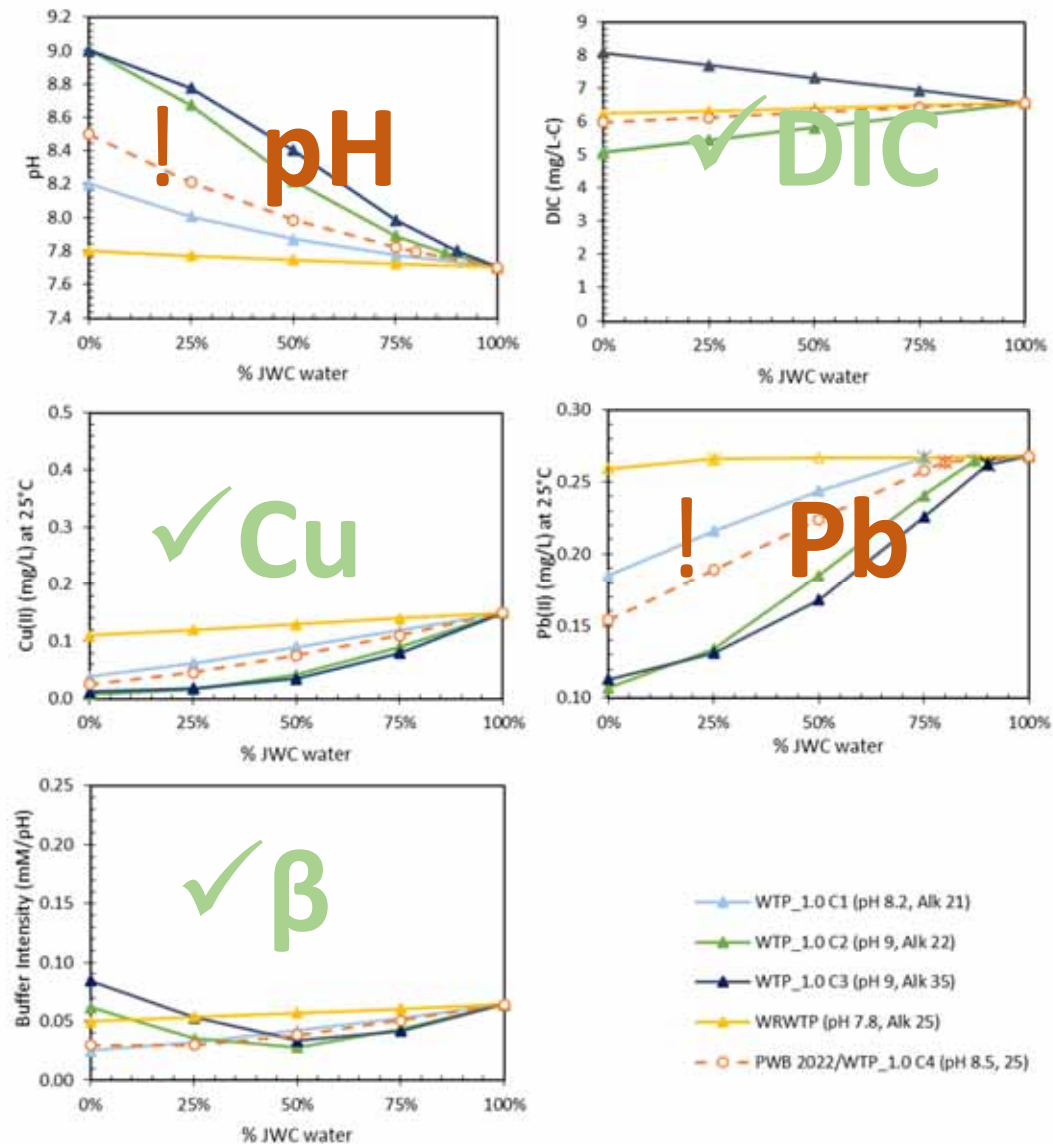 9.2
9.0
8.8
8.6
8.4
8.2
8.0
7.8
7.6
7.4
pH
! pH
0% 25% 50% 75% 100%
% JWC water
9
8
7
6
5
4
3
2
1
0
DIC (mg/L-C)
✓ DIC
0% 25% 50% 75% 100%
% JWC water
0.5
0.4
0.3
0.2
0.1
0.0
Cu(II) (mg/L) at 25°C
✓ Cu
0% 25% 50% 75% 100%
% JWC water
0.30
0.25
0.20
0.15
0.10
Pb(II) (mg/L) at 25°C
! Pb
0% 25% 50% 75% 100%
% JWC water
0.25
0.20
0.15
0.10
0.05
0.00
Buffer Intensity (mM/pH)
✓ β
0% 25% 50% 75% 100%
% JWC water
WTP_1.0 C1 (pH 8.2, Alk 21)
WTP_1.0 C2 (pH 9, Alk 22)
WTP_1.0 C3 (pH 9, Alk 35)
WRWTP (pH 7.8, Alk 25)
PWB 2022/WTP_1.0 C4 (pH 8.5, 25)